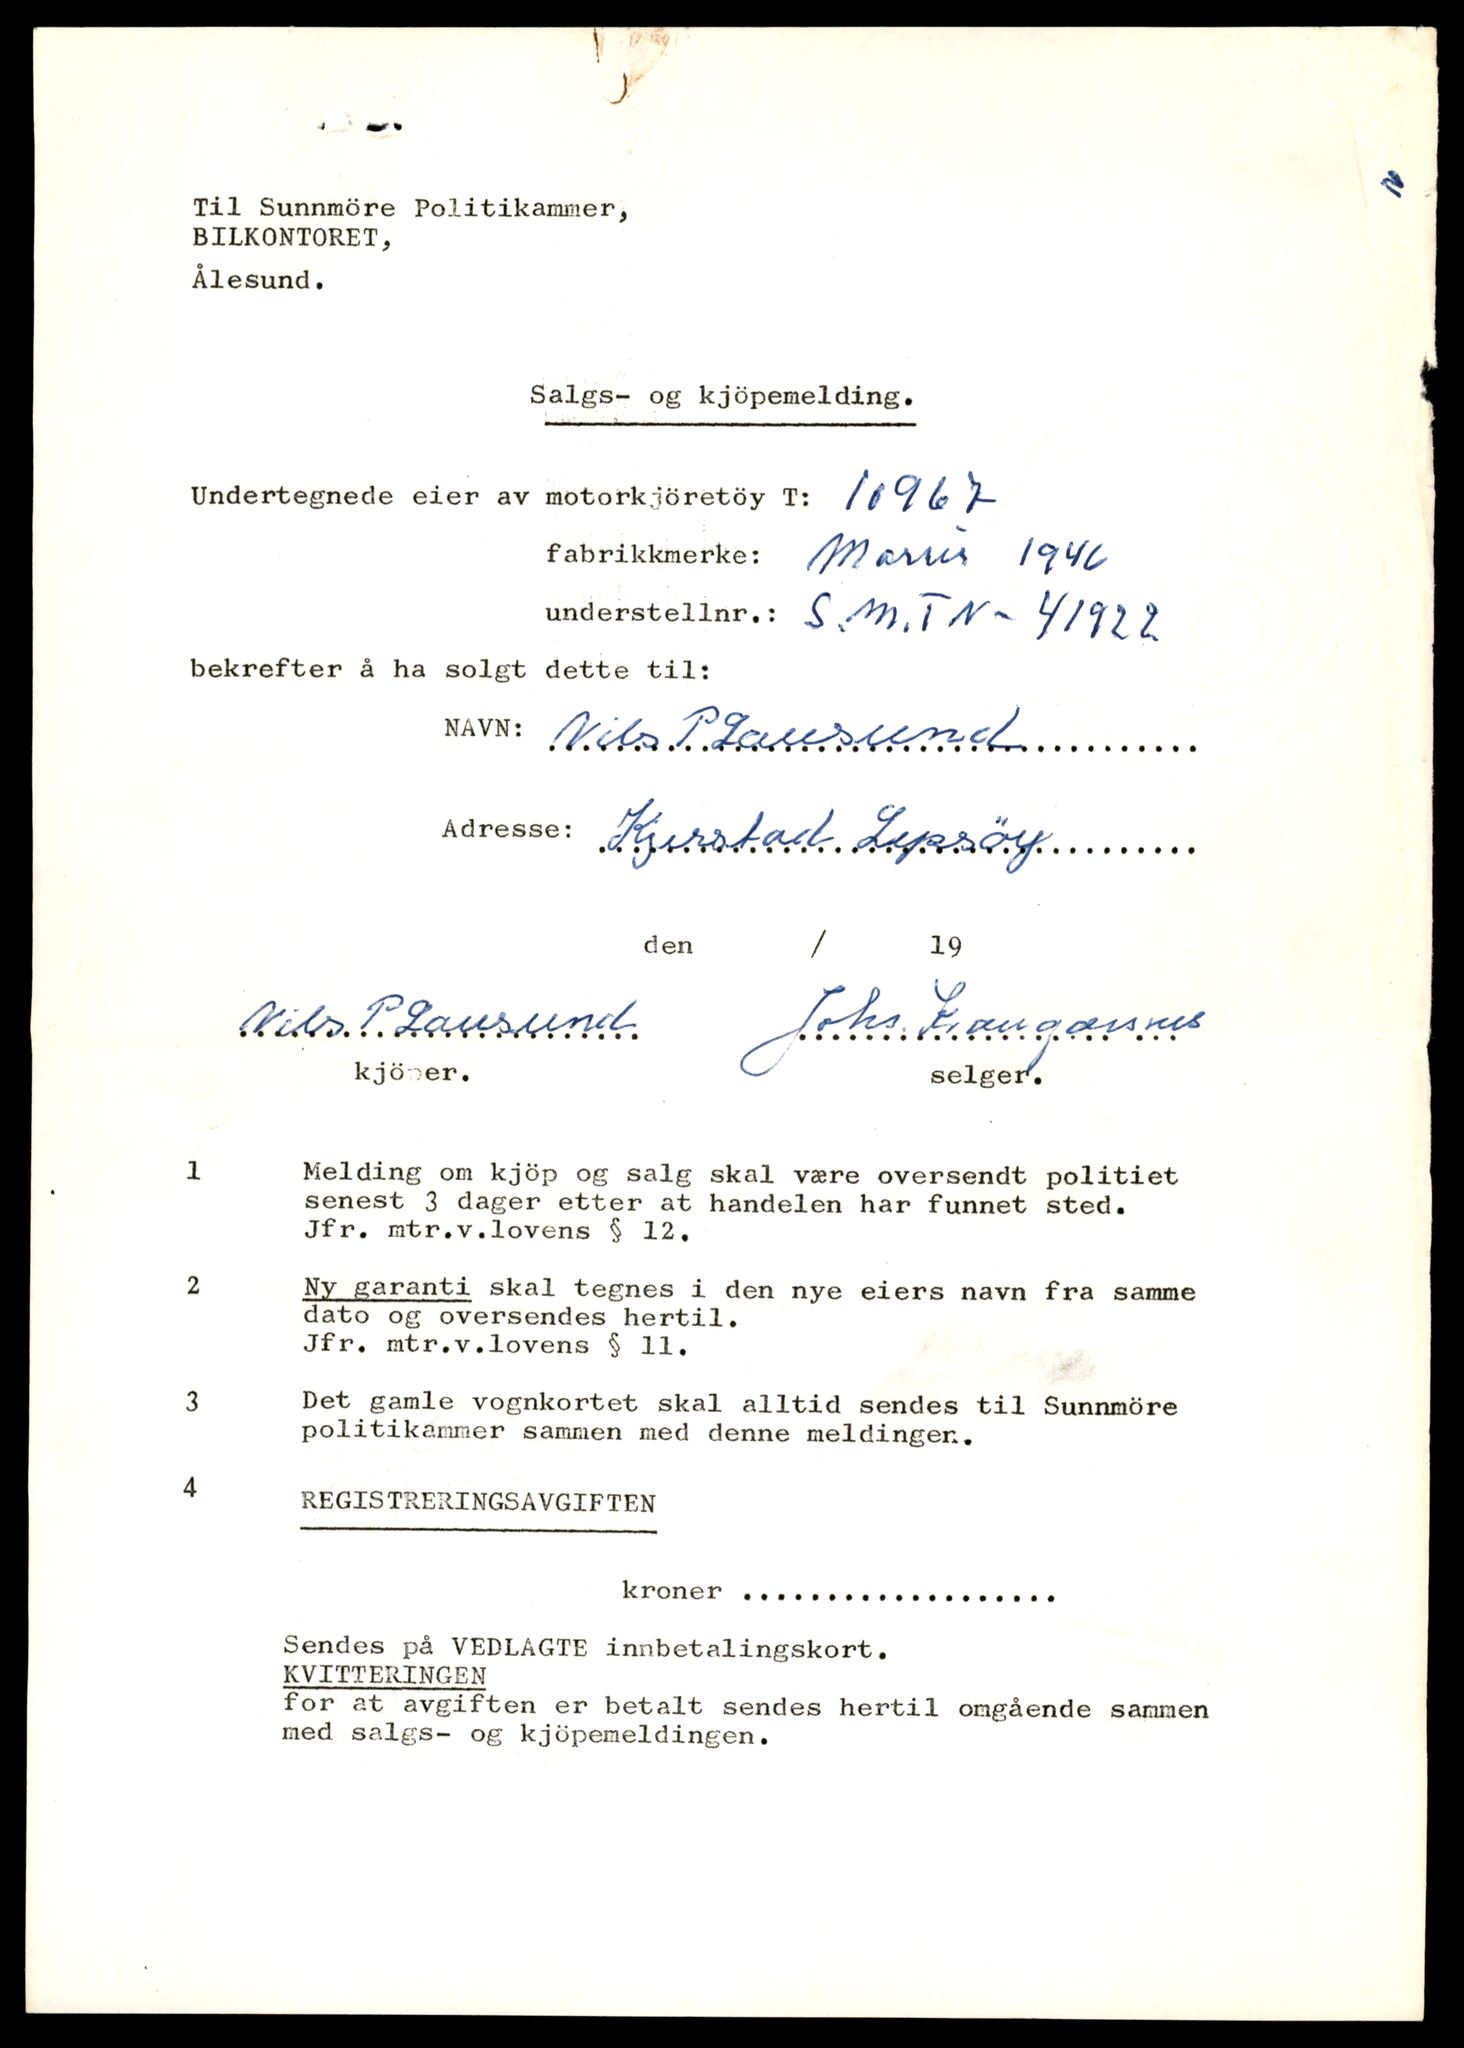 Til Sunnmöre Politikammer,
BILKONTORET,
Ålesund.
Salgs- og kjöpemelding.
Undertegnede eier av motorkjöretöy T: 10967
fabrikkmerke: Morris 1946
understellnr.: S.M.TN - 41922
bekrefter å ha solgt dette til:
NAVN: Nils P Lausund
Adresse: Kjerstad Lepsöy
den / 19
Nils P Lausund Johs.
kjöper. selger.
1 Melding om kjöp og salg skal være oversendt politiet
senest 3 dager etter at handelen har funnet sted.
Jfr. mtr.v.lovens § 12.
2 Ny garanti skal tegnes i den nye eiers navn fra samme
dato og oversendes hertil.
Jfr. mtr.v.lovens § 11.
3 Det gamle vognkortet skal alltid sendes til Sunnmöre
politikammer sammen med denne meldingen.
4 REGISTRERINGSAVGIFTEN
kroner ...................
Sendes på VEDLAGTE innbetalingskort.
KVITTERINGEN
for at avgiften er betalt sendes hertil omgående sammen
med salgs- og kjöpemeldingen.